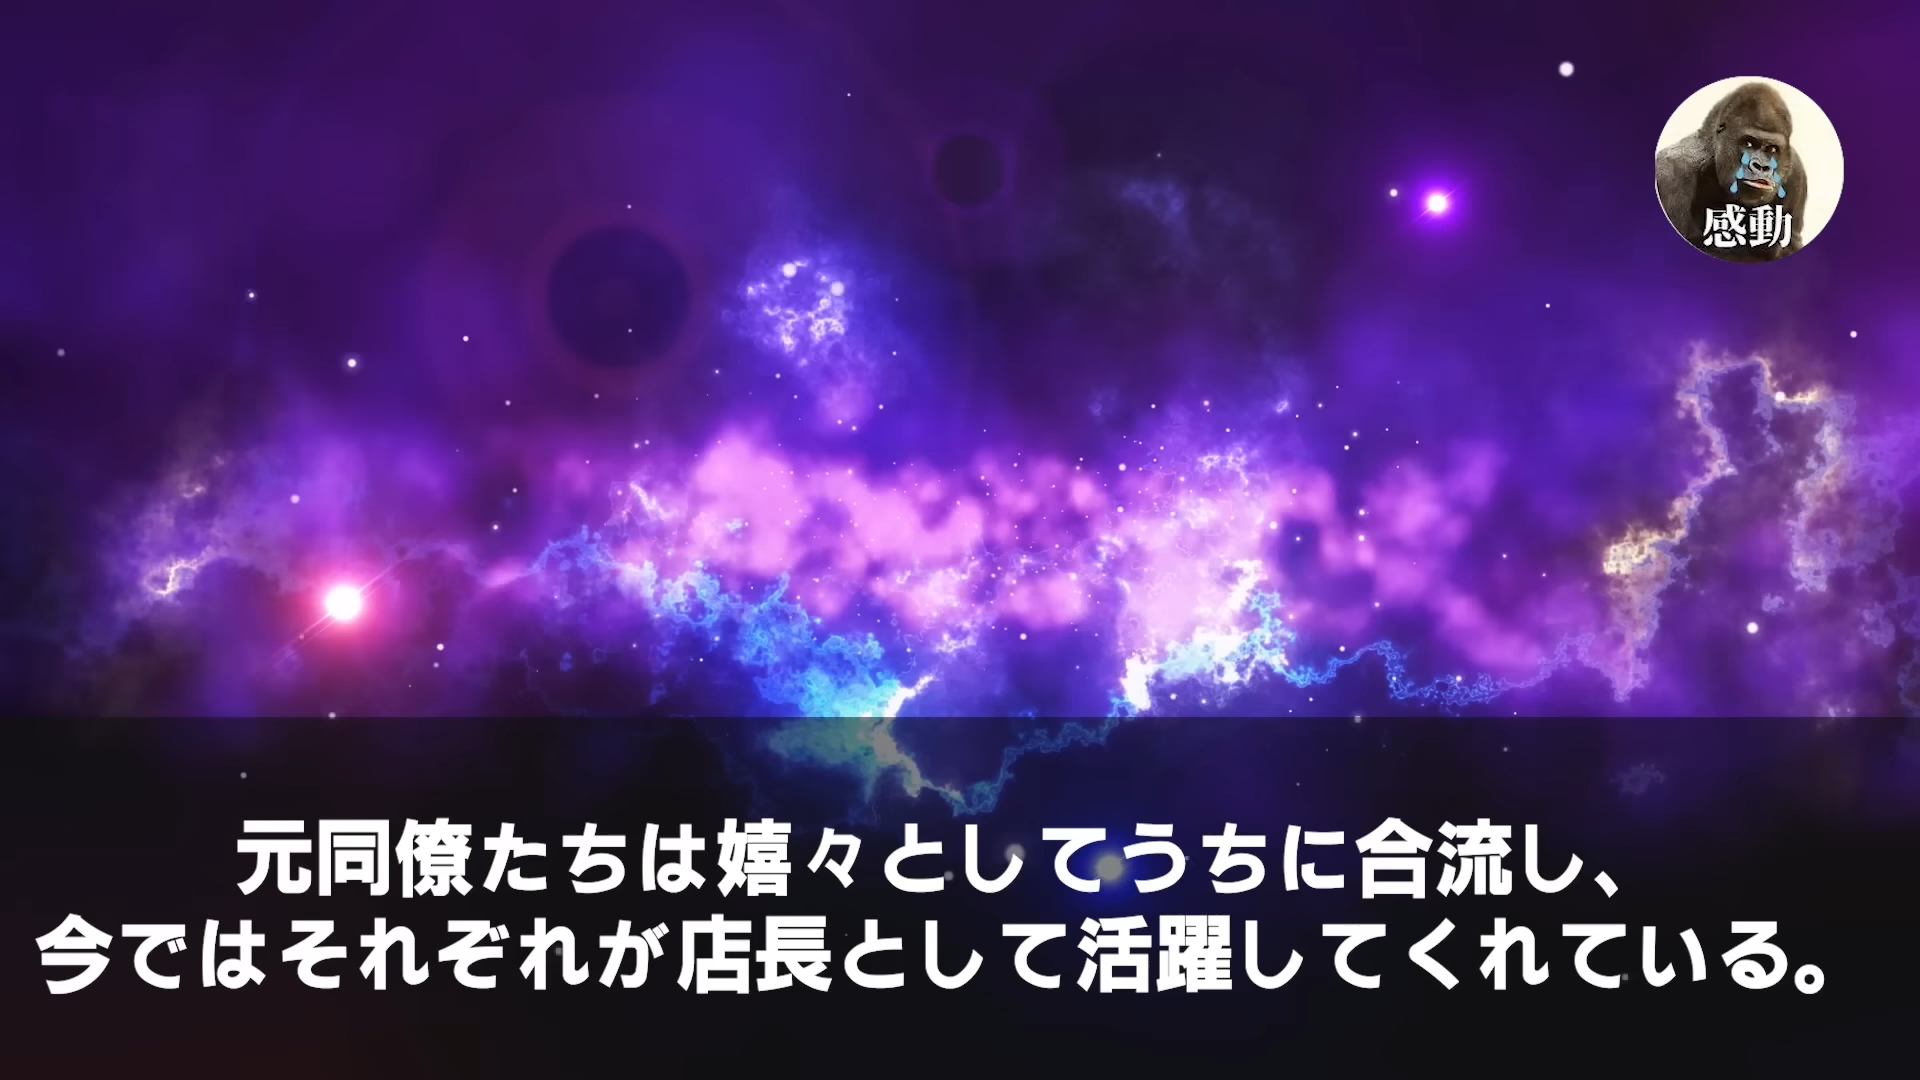 感動
元同僚たちは嬉々としてうちに合流し、
今ではそれぞれが店長として活躍してくれている。